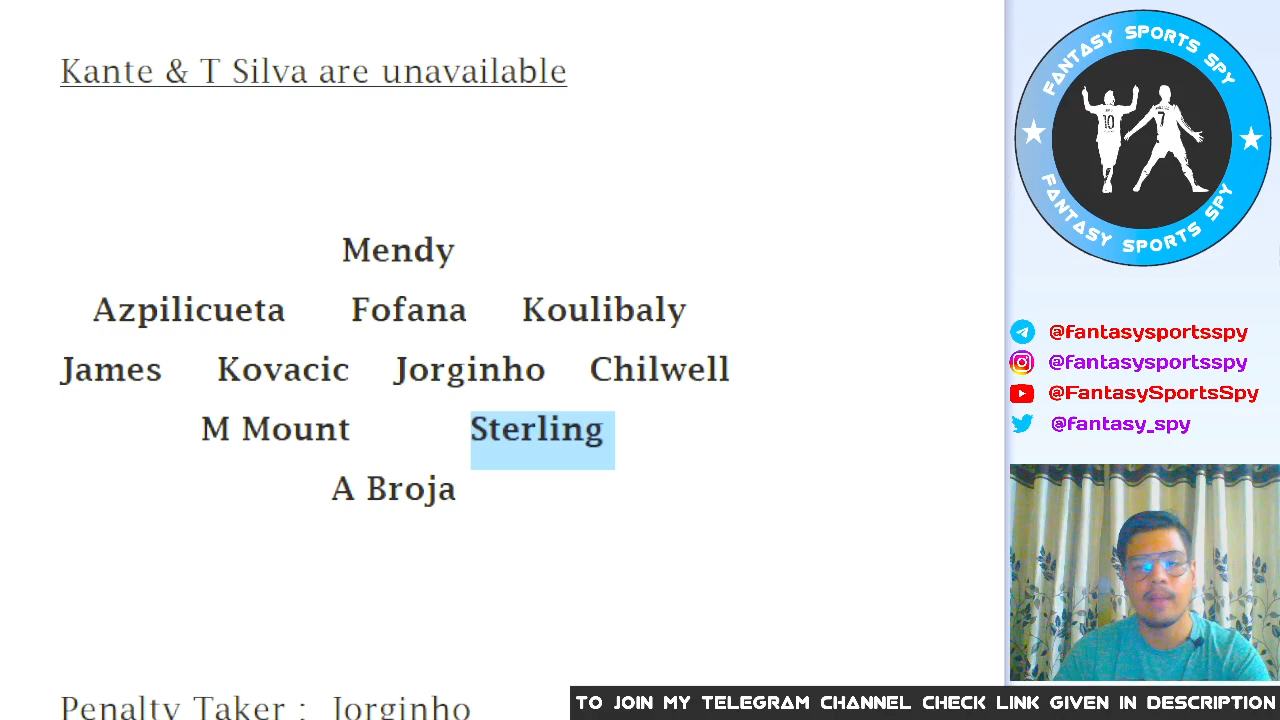 Kante & T Silva are unavailable
Mendy
Azpilicueta Fofana Koulibaly
James Kovacic Jorginho Chilwell
M Mount Sterling
A Broja
Penalty Taker : Jorginho
FANTASY SPORTS SPY
10 7
FANTASY SPORTS SPY
@fantasysportsspy
@fantasysportsspy
@FantasySportsSpy
@fantasy_spy
TO JOIN MY TELEGRAM CHANNEL CHECK LINK GIVEN IN DESCRIPTION